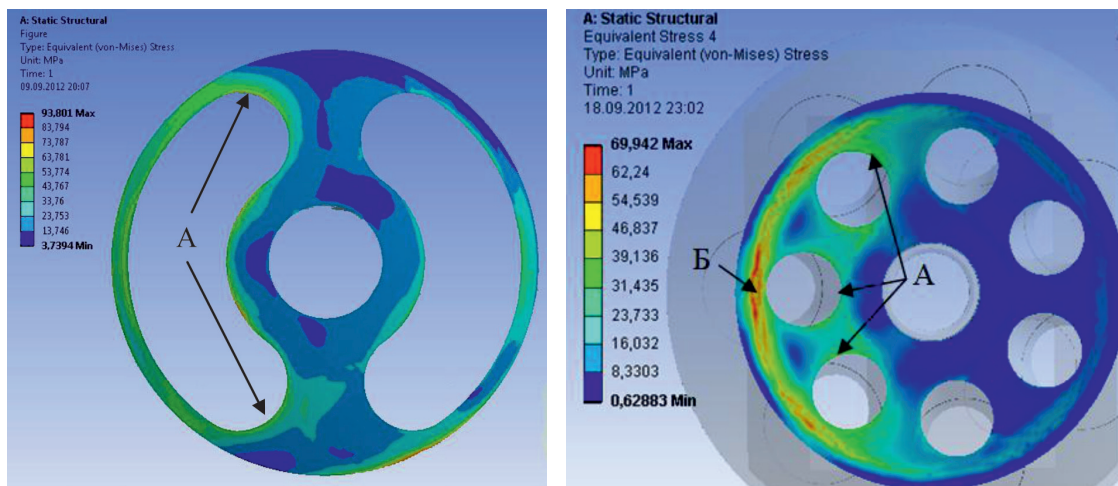 A: Static Structural
Figure
Type: Equivalent (von-Mises) Stress
Unit: MPa
Time: 1
09.09.2012 20:07
93,801 Max
83,794
73,787
63,781
53,774
43,767
33,76
23,753
13,746
3,7394 Min
А
A: Static Structural
Equivalent Stress 4
Type: Equivalent (von-Mises) Stress
Unit: MPa
Time: 1
18.09.2012 23:02
69,942 Max
62,24
54,539
46,837
39,136
31,435
23,733
16,032
8,3303
0,62883 Min
Б
А